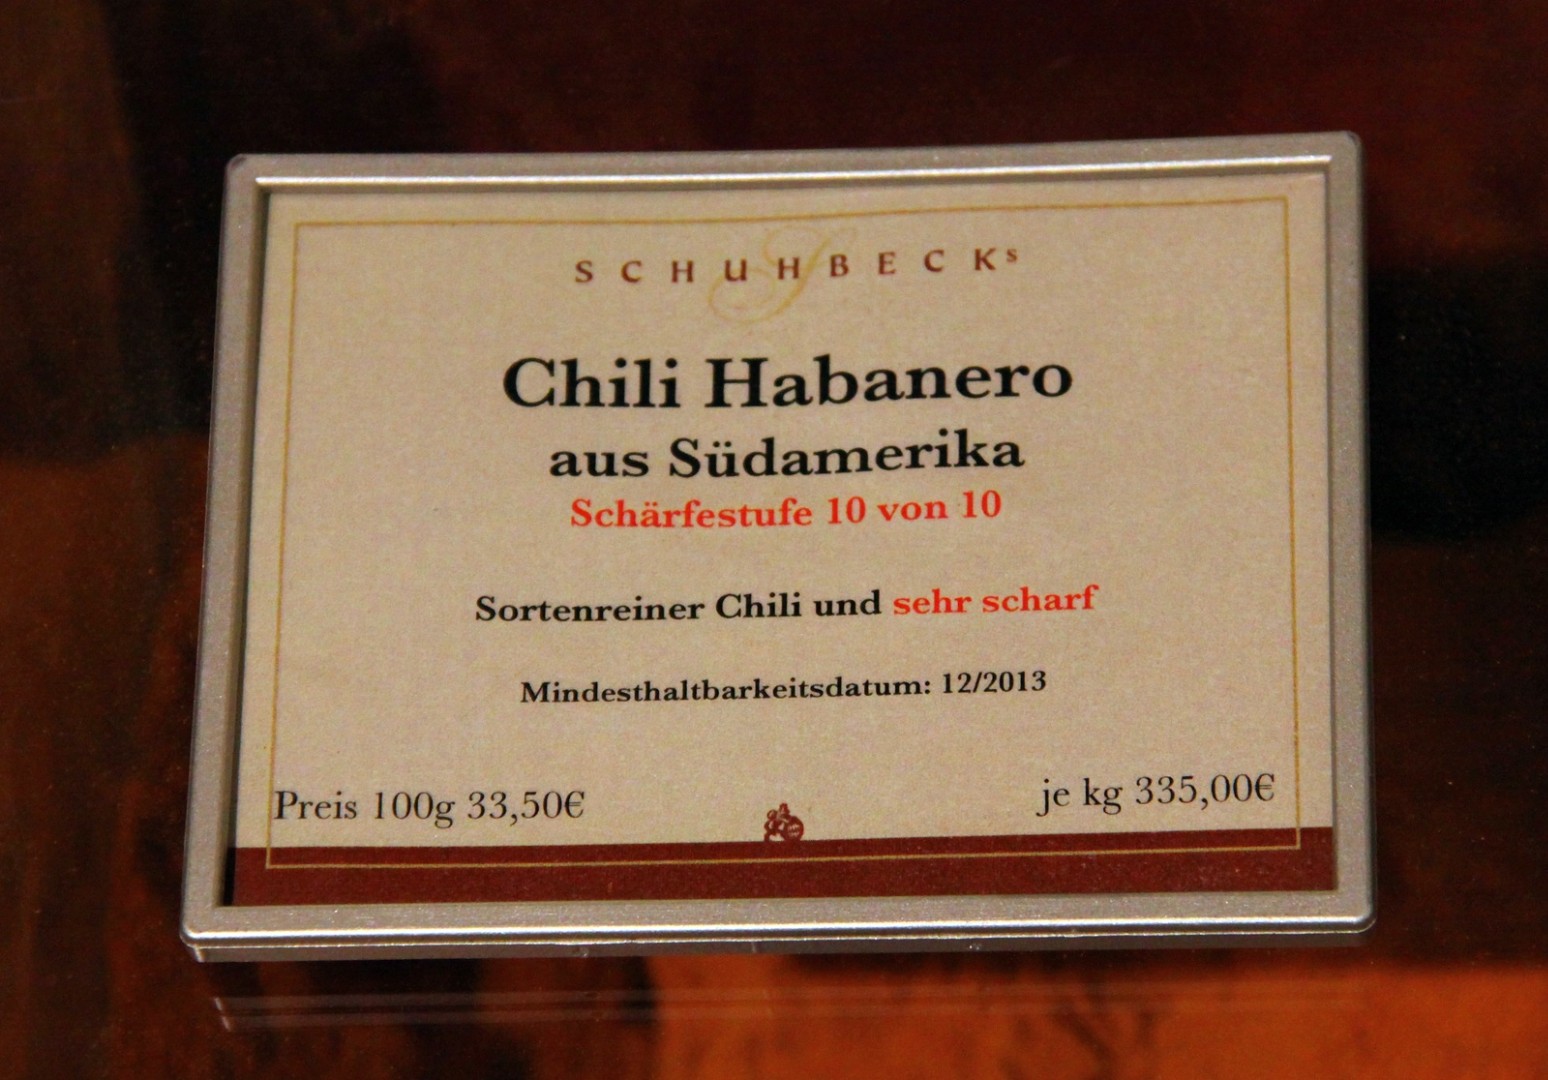 SCHUHBECKs
Chili Habanero
aus Südamerika
Schärfestufe 10 von 10
Sortenreiner Chili und sehr scharf
Mindesthaltbarkeitsdatum: 12/2013
Preis 100g 33,50€ je kg 335,00€